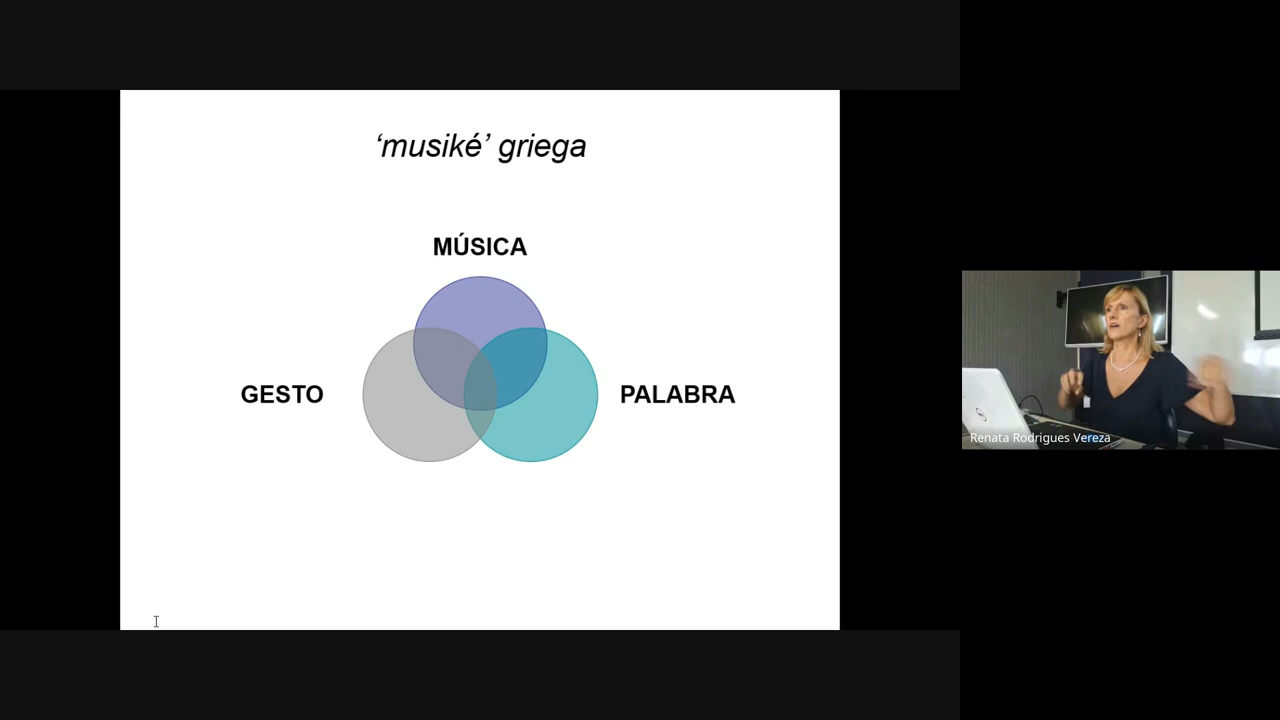 ‘musiké’ griega
MÚSICA
GESTO
PALABRA
Renata Rodrigues Vereza